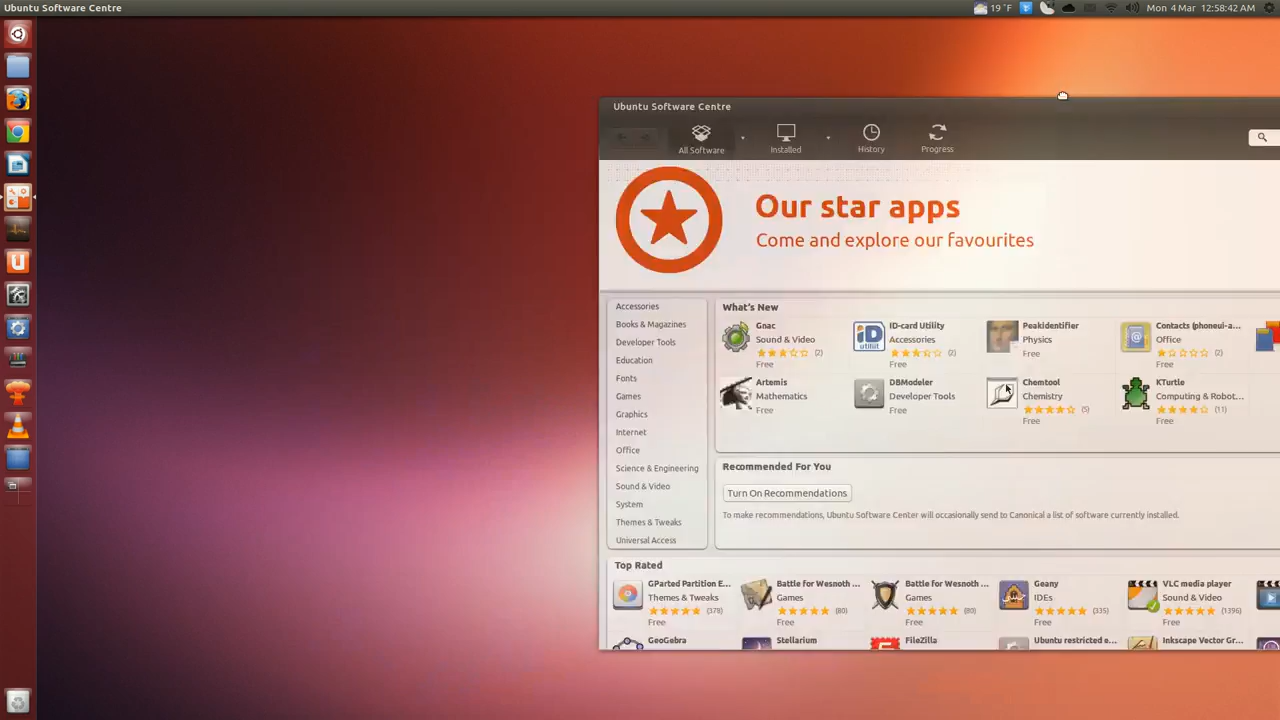 Ubuntu Software Centre
19 °F
Mon 4 Mar 12:58:42 AM
Ubuntu Software Centre
All Software
Installed
History
Progress
Our star apps
Come and explore our favourites
Accessories
Books & Magazines
Developer Tools
Education
Fonts
Games
Graphics
Internet
Office
Science & Engineering
Sound & Video
System
Themes & Tweaks
Universal Access
What's New
Gnac
Sound & Video
(2)
Free
ID-card Utility
Accessories
(2)
Free
Peakidentifier
Physics
Free
Contacts (phoneui-a...
Office
(2)
Free
Artemis
Mathematics
Free
DBModeler
Developer Tools
Free
Chemtool
Chemistry
(5)
Free
KTurtle
Computing & Robot...
(11)
Free
Recommended For You
Turn On Recommendations
To make recommendations, Ubuntu Software Center will occasionally send to Canonical a list of software currently installed.
Top Rated
GParted Partition E...
Themes & Tweaks
(378)
Free
Battle for Wesnoth ...
Games
(80)
Free
Battle for Wesnoth ...
Games
(80)
Free
Geany
IDEs
(335)
Free
VLC media player
Sound & Video
(1396)
Free
GeoGebra
Stellarium
FileZilla
Ubuntu restricted e...
Inkscape Vector Gr...